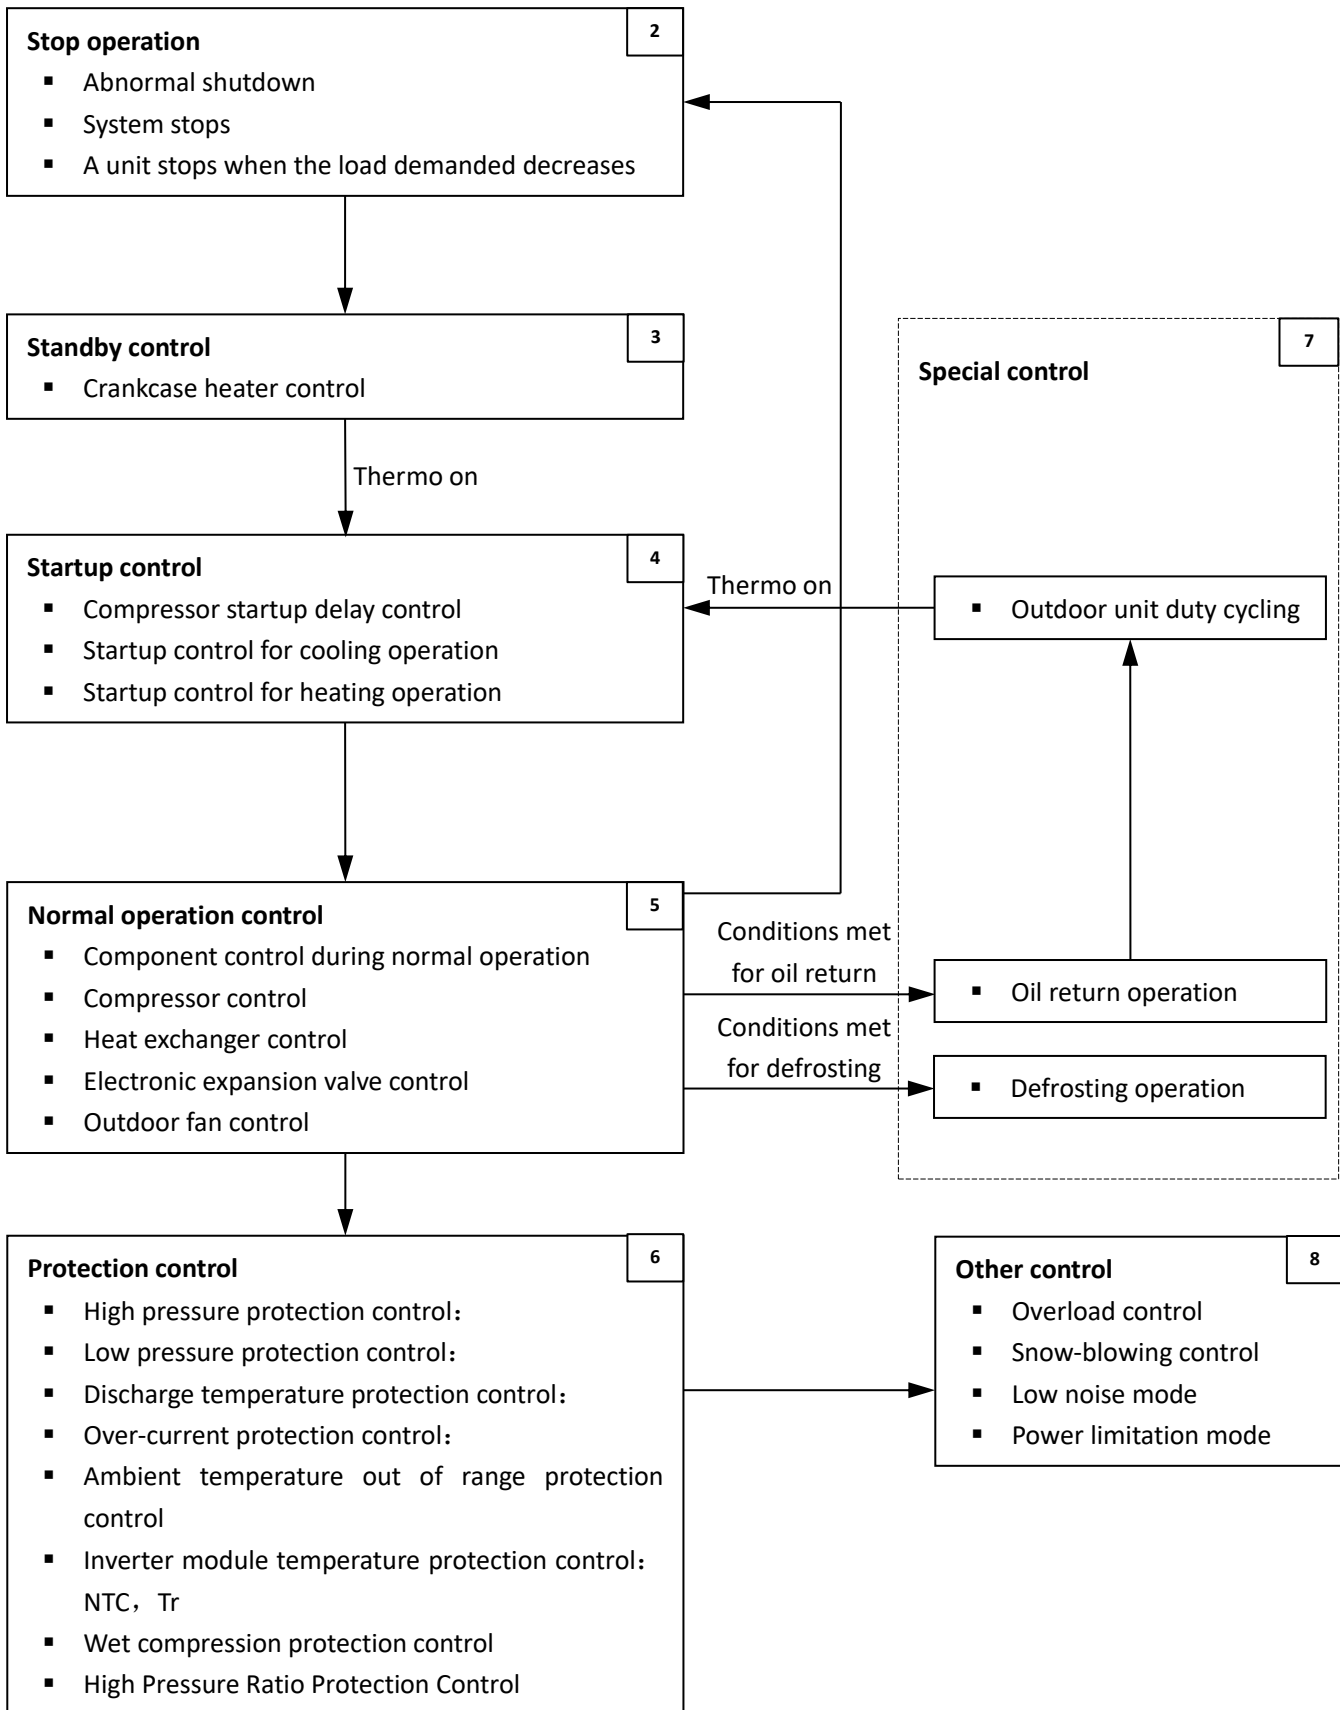 Stop operation
2
▪ Abnormal shutdown
▪ System stops
▪ A unit stops when the load demanded decreases
Standby control
3
▪ Crankcase heater control
Thermo on
Startup control
4
▪ Compressor startup delay control
▪ Startup control for cooling operation
▪ Startup control for heating operation
Normal operation control
5
▪ Component control during normal operation
▪ Compressor control
▪ Heat exchanger control
▪ Electronic expansion valve control
▪ Outdoor fan control
Special control
7
Thermo on
▪ Outdoor unit duty cycling
Conditions met
for oil return
▪ Oil return operation
Conditions met
for defrosting
▪ Defrosting operation
Protection control
6
▪ High pressure protection control：
▪ Low pressure protection control：
▪ Discharge temperature protection control：
▪ Over-current protection control：
▪ Ambient temperature out of range protection
control
▪ Inverter module temperature protection control：
NTC，Tr
▪ Wet compression protection control
▪ High Pressure Ratio Protection Control
Other control
8
▪ Overload control
▪ Snow-blowing control
▪ Low noise mode
▪ Power limitation mode